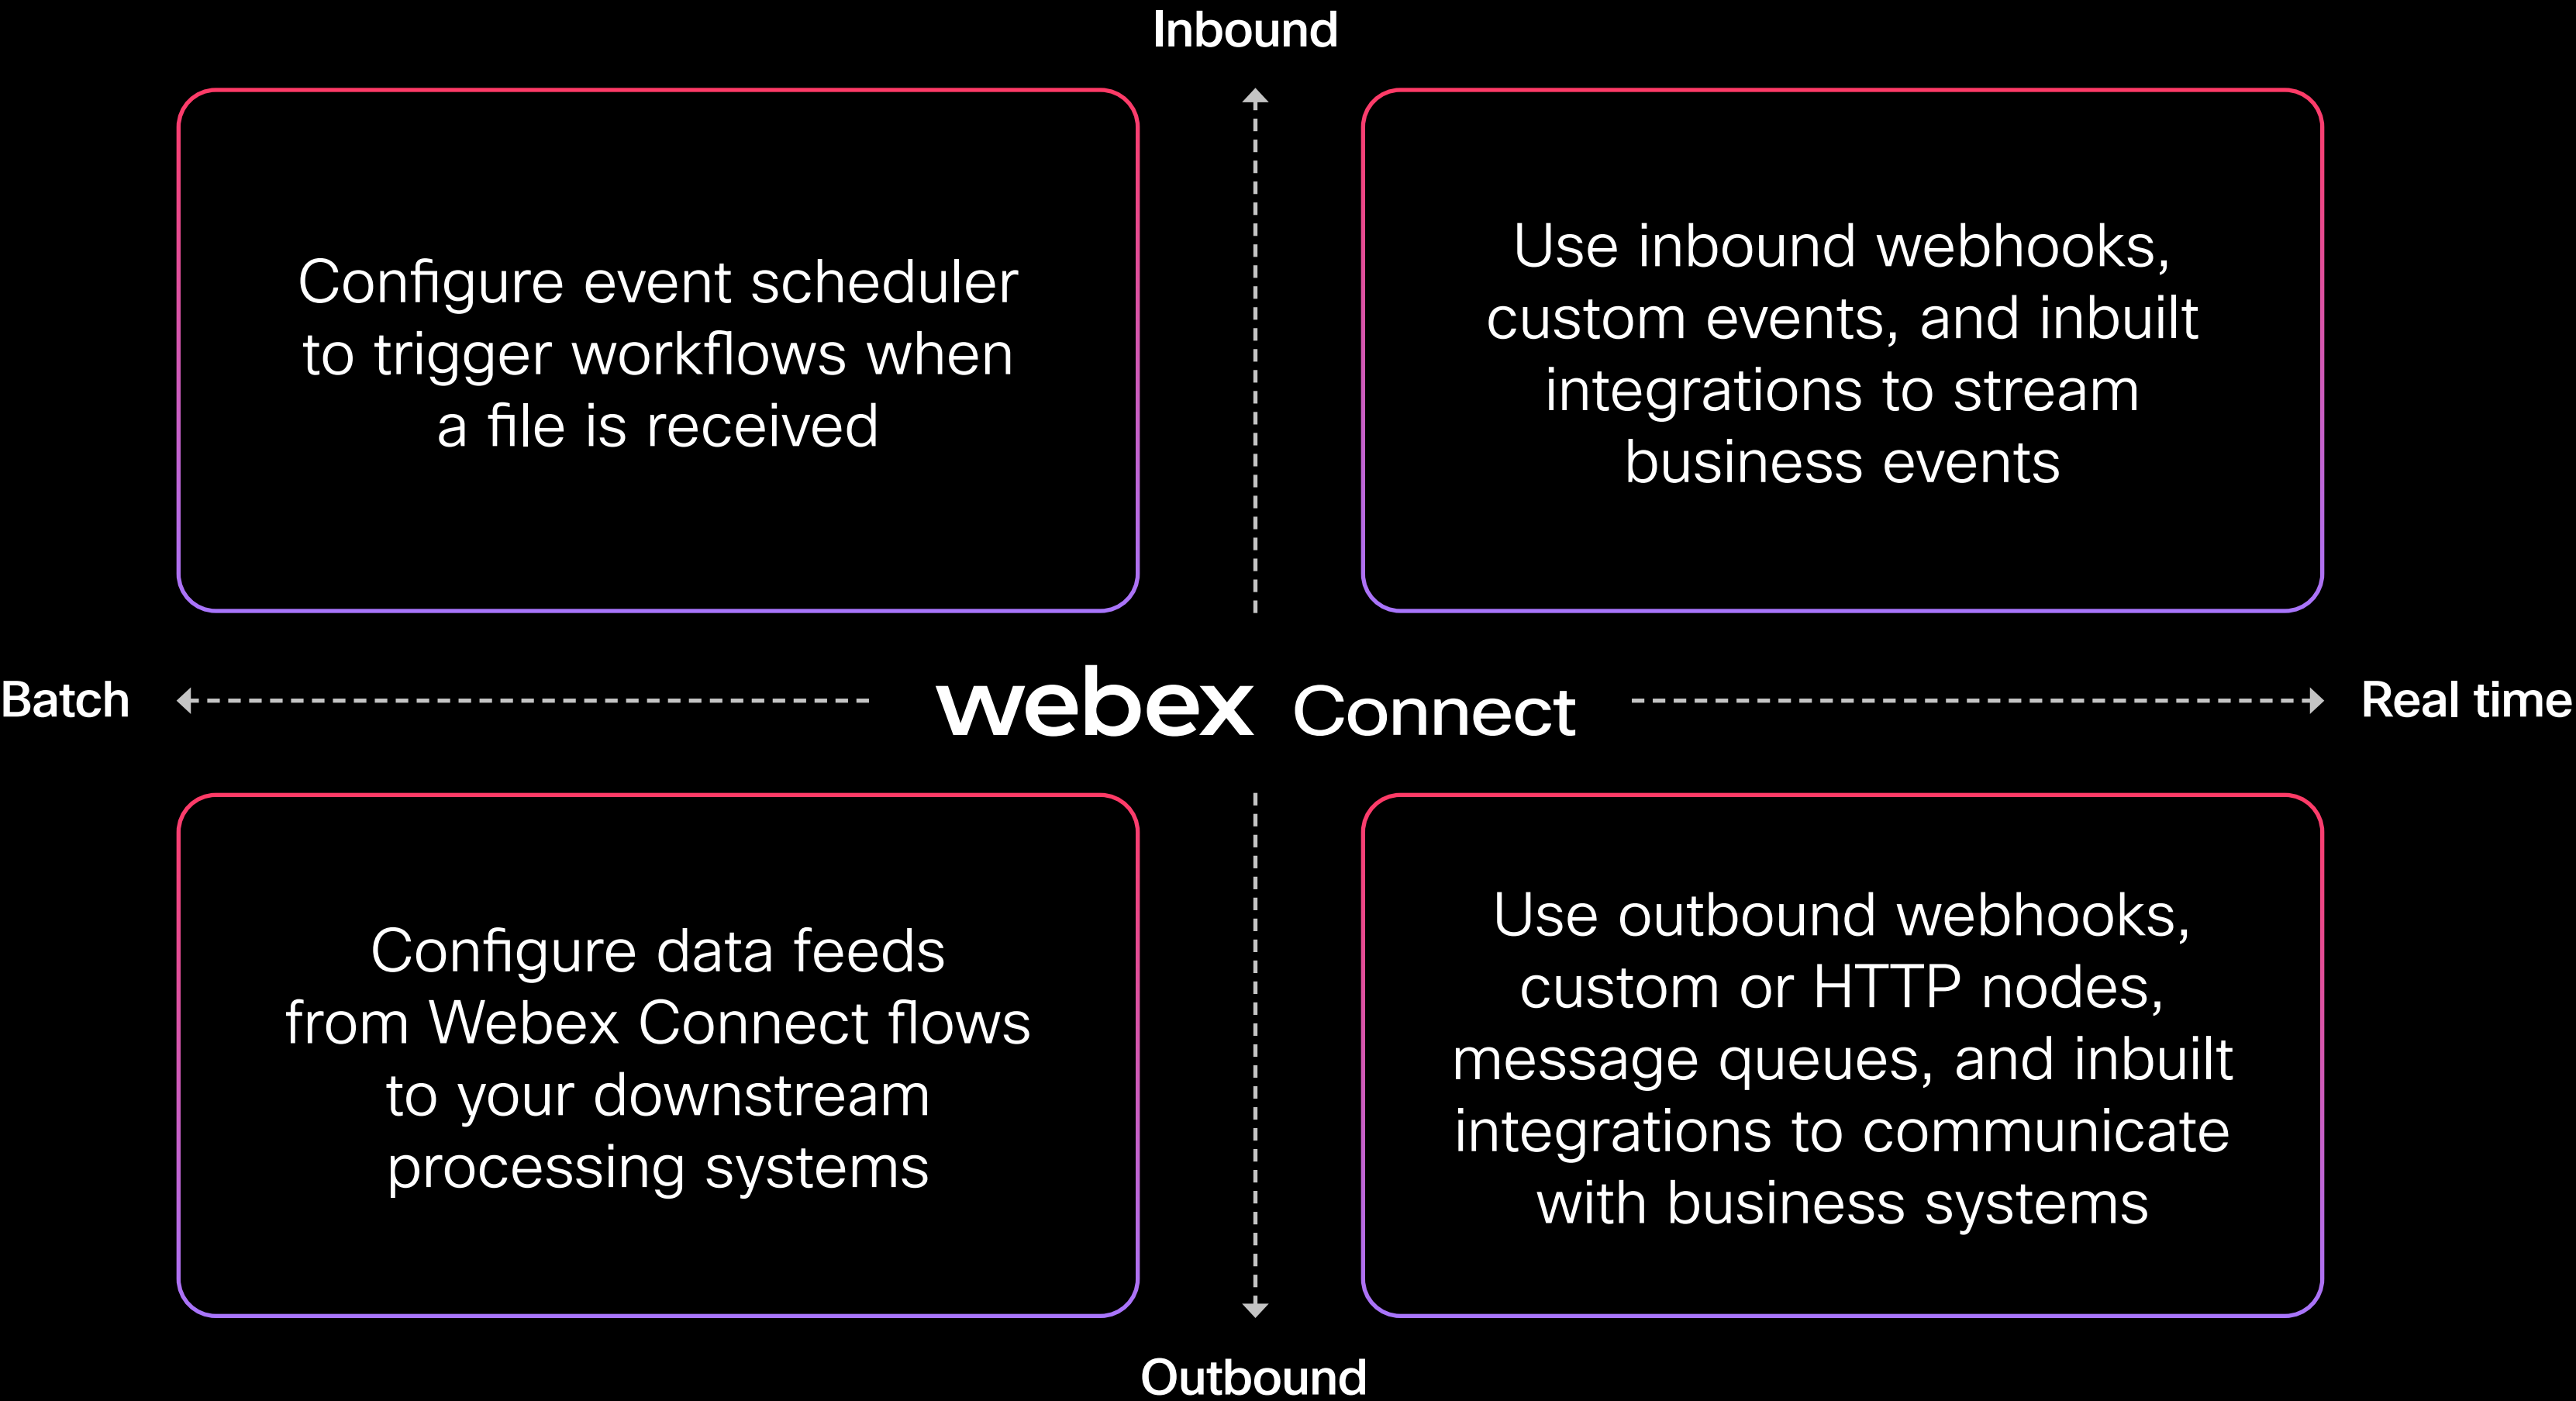 Inbound
Configure event scheduler
to trigger workflows when
a file is received
Use inbound webhooks,
custom events, and inbuilt
integrations to stream
business events
Batch
webex Connect
Real time
Configure data feeds
from Webex Connect flows
to your downstream
processing systems
Use outbound webhooks,
custom or HTTP nodes,
message queues, and inbuilt
integrations to communicate
with business systems
Outbound